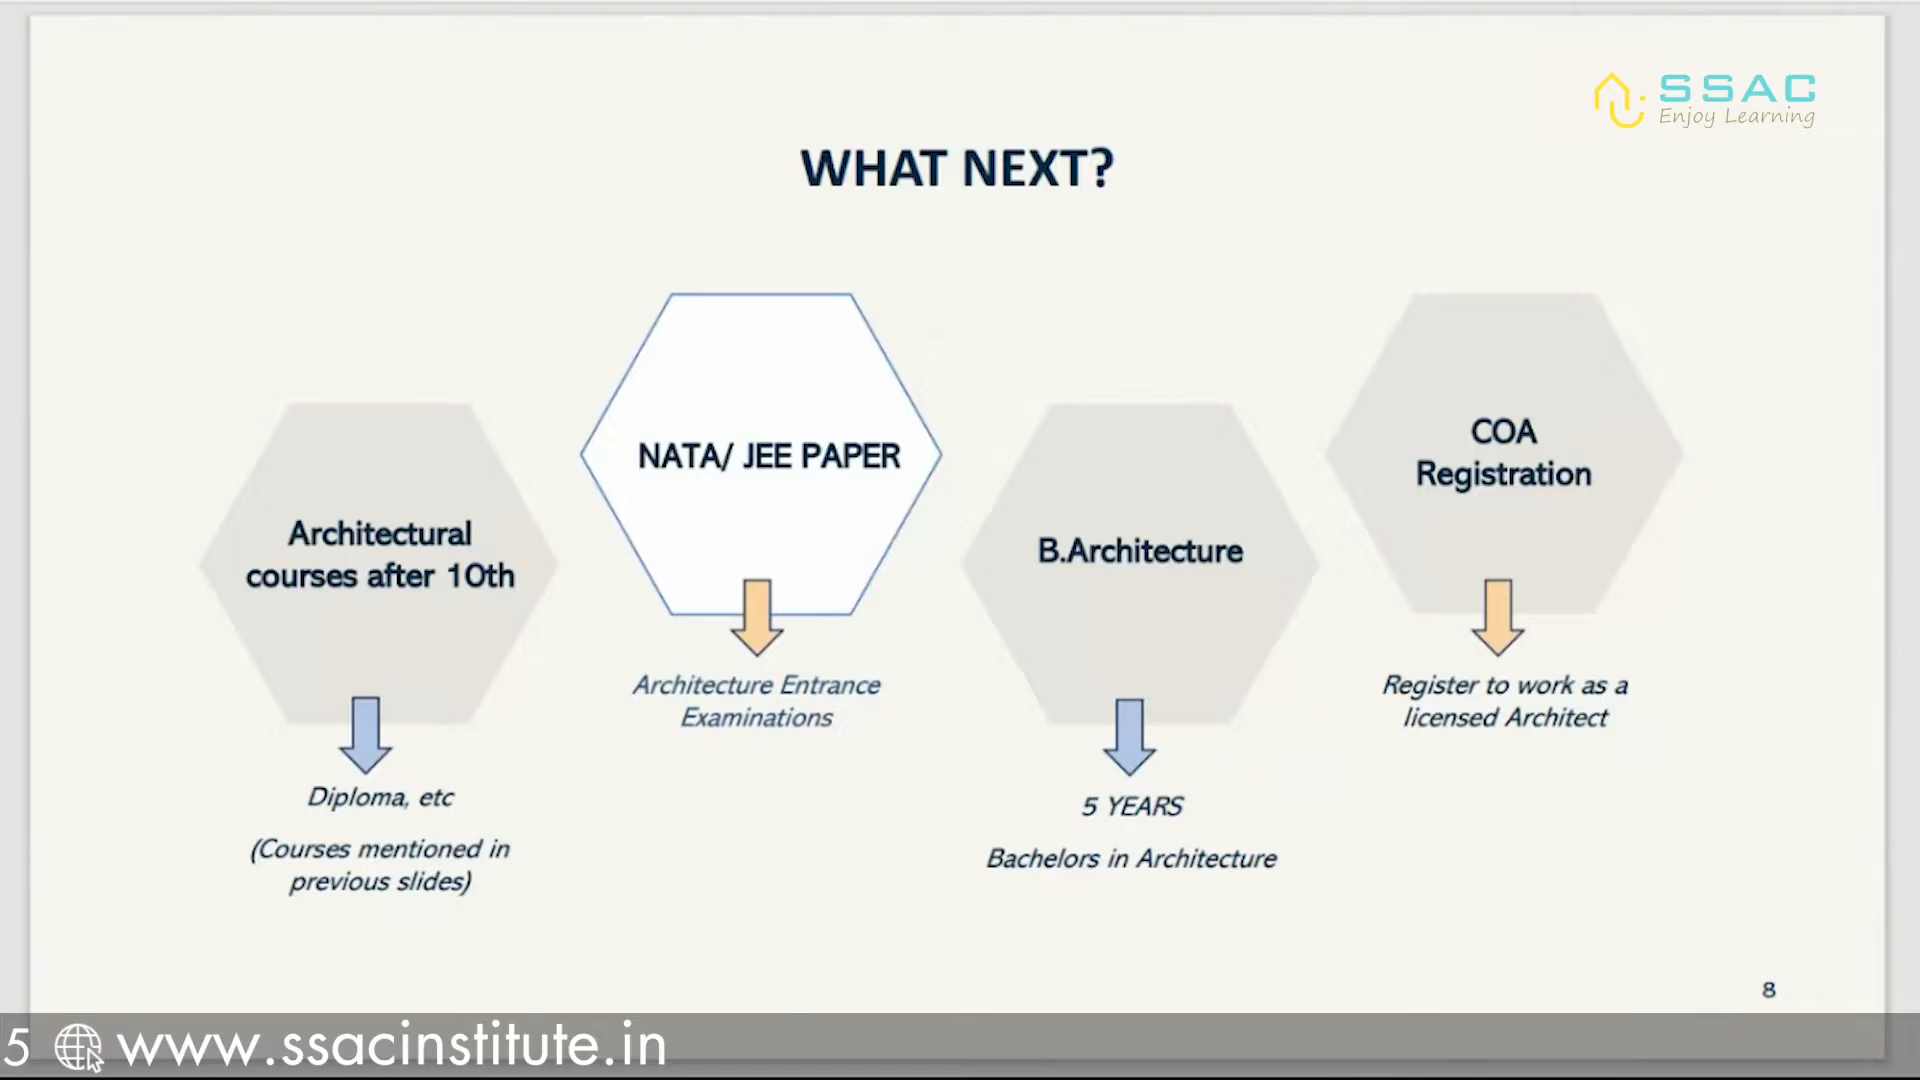 SSAC
Enjoy Learning
WHAT NEXT?
Architectural
courses after 10th
Diploma, etc
(Courses mentioned in
previous slides)
NATA/ JEE PAPER
Architecture Entrance
Examinations
B.Architecture
5 YEARS
Bachelors in Architecture
COA
Registration
Register to work as a
licensed Architect
8
5 www.ssacinstitute.in